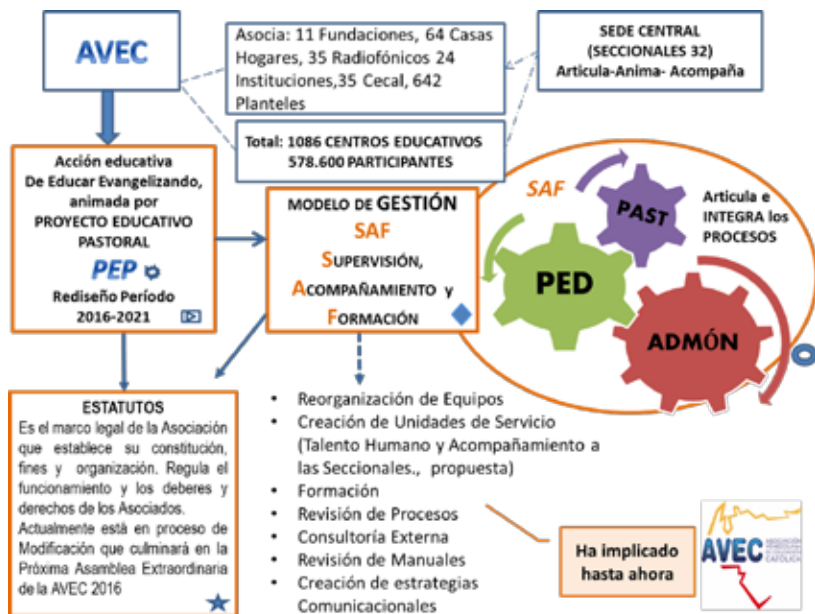 AVEC
Asocia: 11 Fundaciones, 64 Casas
Hogares, 35 Radiofónicos 24
Instituciones,35 Cecal, 642
Planteles
SEDE CENTRAL
(SECCIONALES 32)
Articula-Anima- Acompaña
Total: 1086 CENTROS EDUCATIVOS
578.600 PARTICIPANTES
Acción educativa
De Educar Evangelizando,
animada por
PROYECTO EDUCATIVO
PASTORAL
PEP
Rediseño Período
2016-2021
MODELO DE GESTIÓN
SAF
SUPERVISIÓN,
ACOMPAÑAMIENTO y
FORMACIÓN
SAF
PAST
PED
ADMÓN
Articula e
INTEGRA los
PROCESOS
ESTATUTOS
Es el marco legal de la Asociación
que establece su constitución,
fines y organización. Regula el
funcionamiento y los deberes y
derechos de los Asociados.
Actualmente está en proceso de
Modificación que culminará en la
Próxima Asamblea Extraordinaria
de la AVEC 2016
• Reorganización de Equipos
• Creación de Unidades de Servicio
(Talento Humano y Acompañamiento a
las Seccionales., propuesta)
• Formación
• Revisión de Procesos
• Consultoría Externa
• Revisión de Manuales
• Creación de estrategias
Comunicacionales
Ha implicado
hasta ahora
AVEC
CATÓLICA